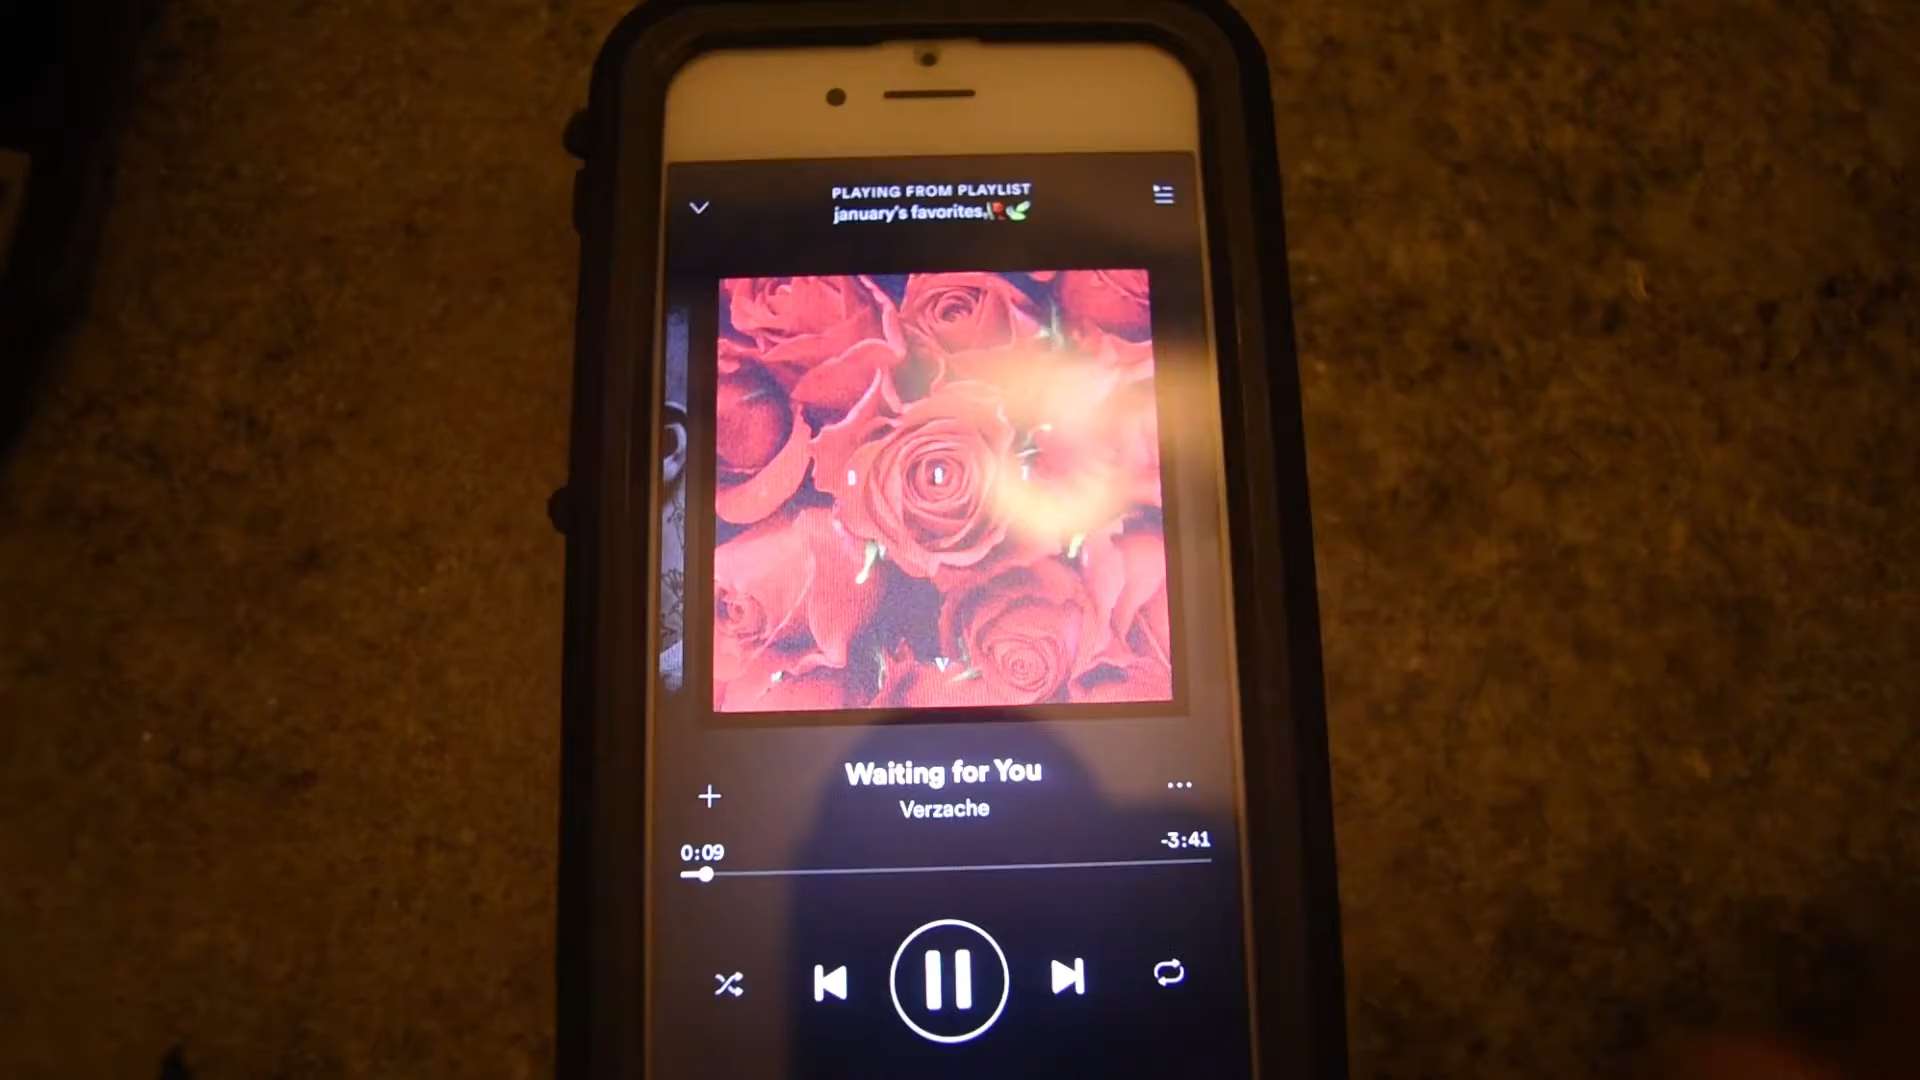 PLAYING FROM PLAYLIST
january's favorites,🥀🌿
V
Waiting for You
Verzache
0:09
-3:41